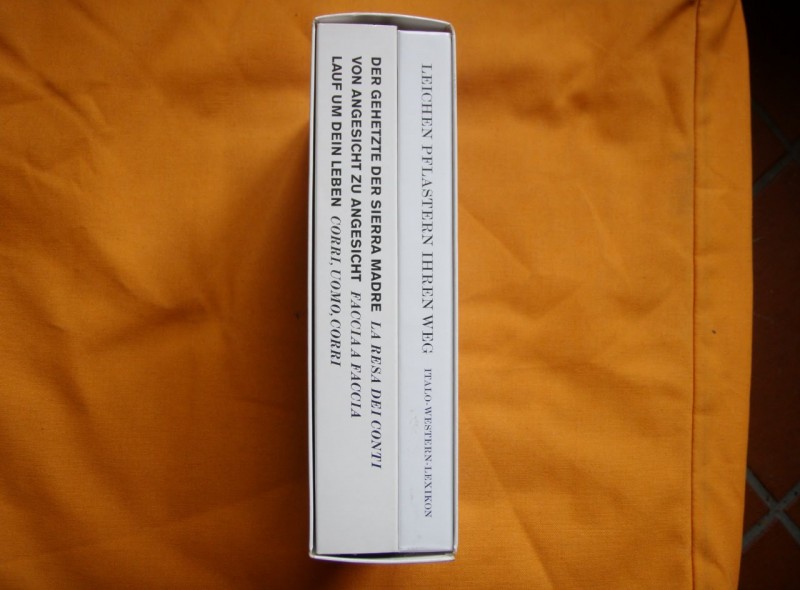 LEICHEN PFLASTERN IHREN WEG ITALO-WESTERN-LEXIKON
DER GEHETZTE DER SIERRA MADRE LA RESA DEI CONTI
VON ANGESICHT ZU ANGESICHT FACCIA A FACCIA
LAUF UM DEIN LEBEN CORRI, UOMO, CORRI